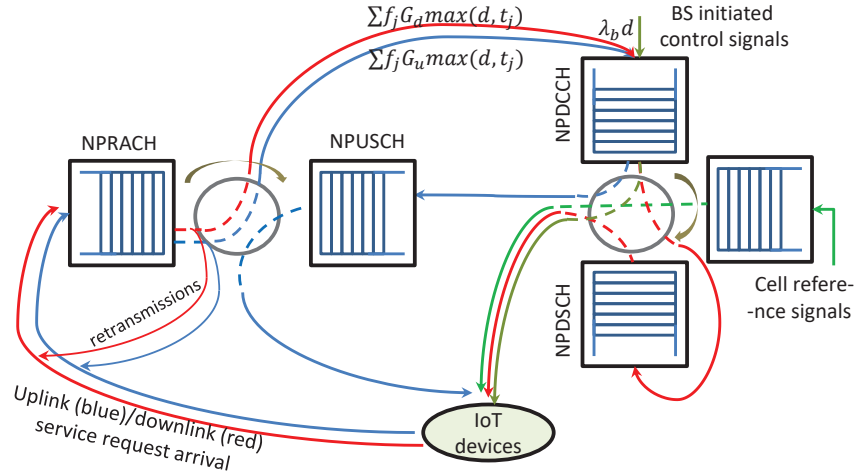 ∑f_j G_d max(d, t_j)
λ_b d
BS initiated
control signals
∑f_j G_u max(d, t_j)
NPDCCH
NPRACH
NPUSCH
NPDSCH
Cell refere-
-nce signals
retransmissions
Uplink (blue)/downlink (red)
service request arrival
IoT
devices